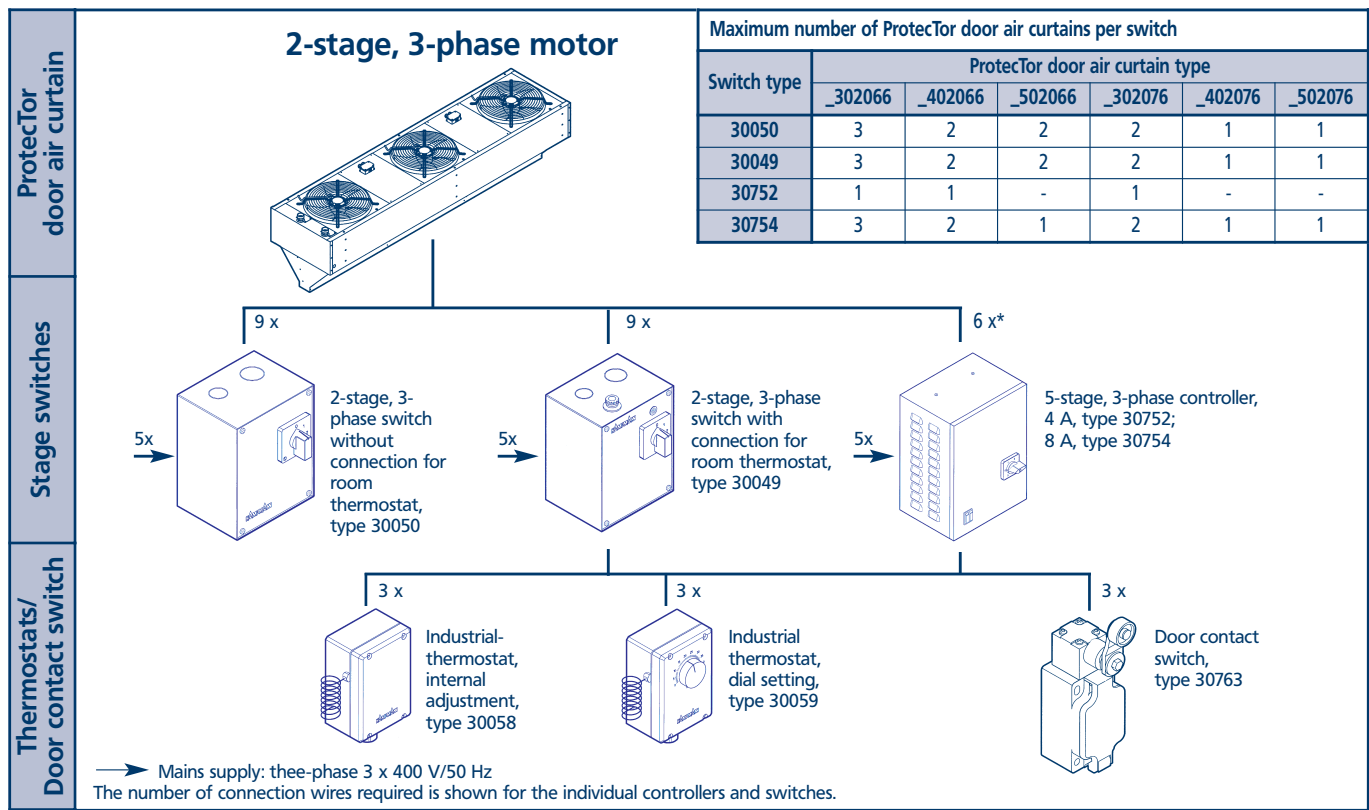 ProtecTor
door air curtain
2-stage, 3-phase motor
Maximum number of ProtecTor door air curtains per switch
Switch type
ProtecTor door air curtain type
_302066 _402066 _502066 _302076 _402076 _502076
30050 3 2 2 2 1 1
30049 3 2 2 2 1 1
30752 1 1 - 1 - -
30754 3 2 1 2 1 1
Stage switches
9 x
9 x
6 x*
5x
2-stage, 3-
phase switch
without
connection for
room
thermostat,
type 30050
5x
2-stage, 3-phase
switch with
connection for
room thermostat,
type 30049
5x
5-stage, 3-phase controller,
4 A, type 30752;
8 A, type 30754
Thermostats/
Door contact switch
3 x
3 x
3 x
Industrial-
thermostat,
internal
adjustment,
type 30058
Industrial
thermostat,
dial setting,
type 30059
Door contact
switch,
type 30763
Mains supply: thee-phase 3 x 400 V/50 Hz
The number of connection wires required is shown for the individual controllers and switches.